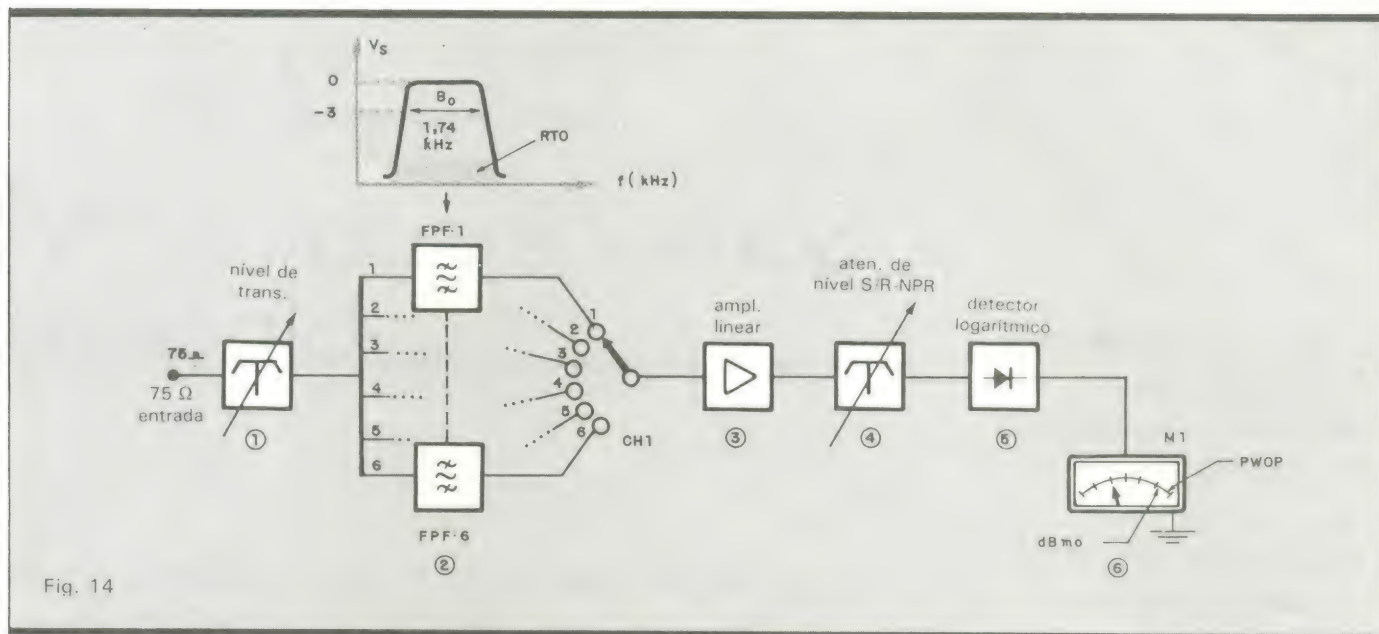 V_S
0
-3
B_o
1,74
kHz
RTO
f (kHz)
FPF-1
nível de
trans.
75Ω
75 Ω
entrada
①
1
2
3
4
5
6
FPF-6
②
1
2
3
4
5
6
CH1
ampl.
linear
③
aten. de
nível S/R-NPR
④
detector
logarítmico
⑤
M1
PWOP
dBmo
⑥
Fig. 14